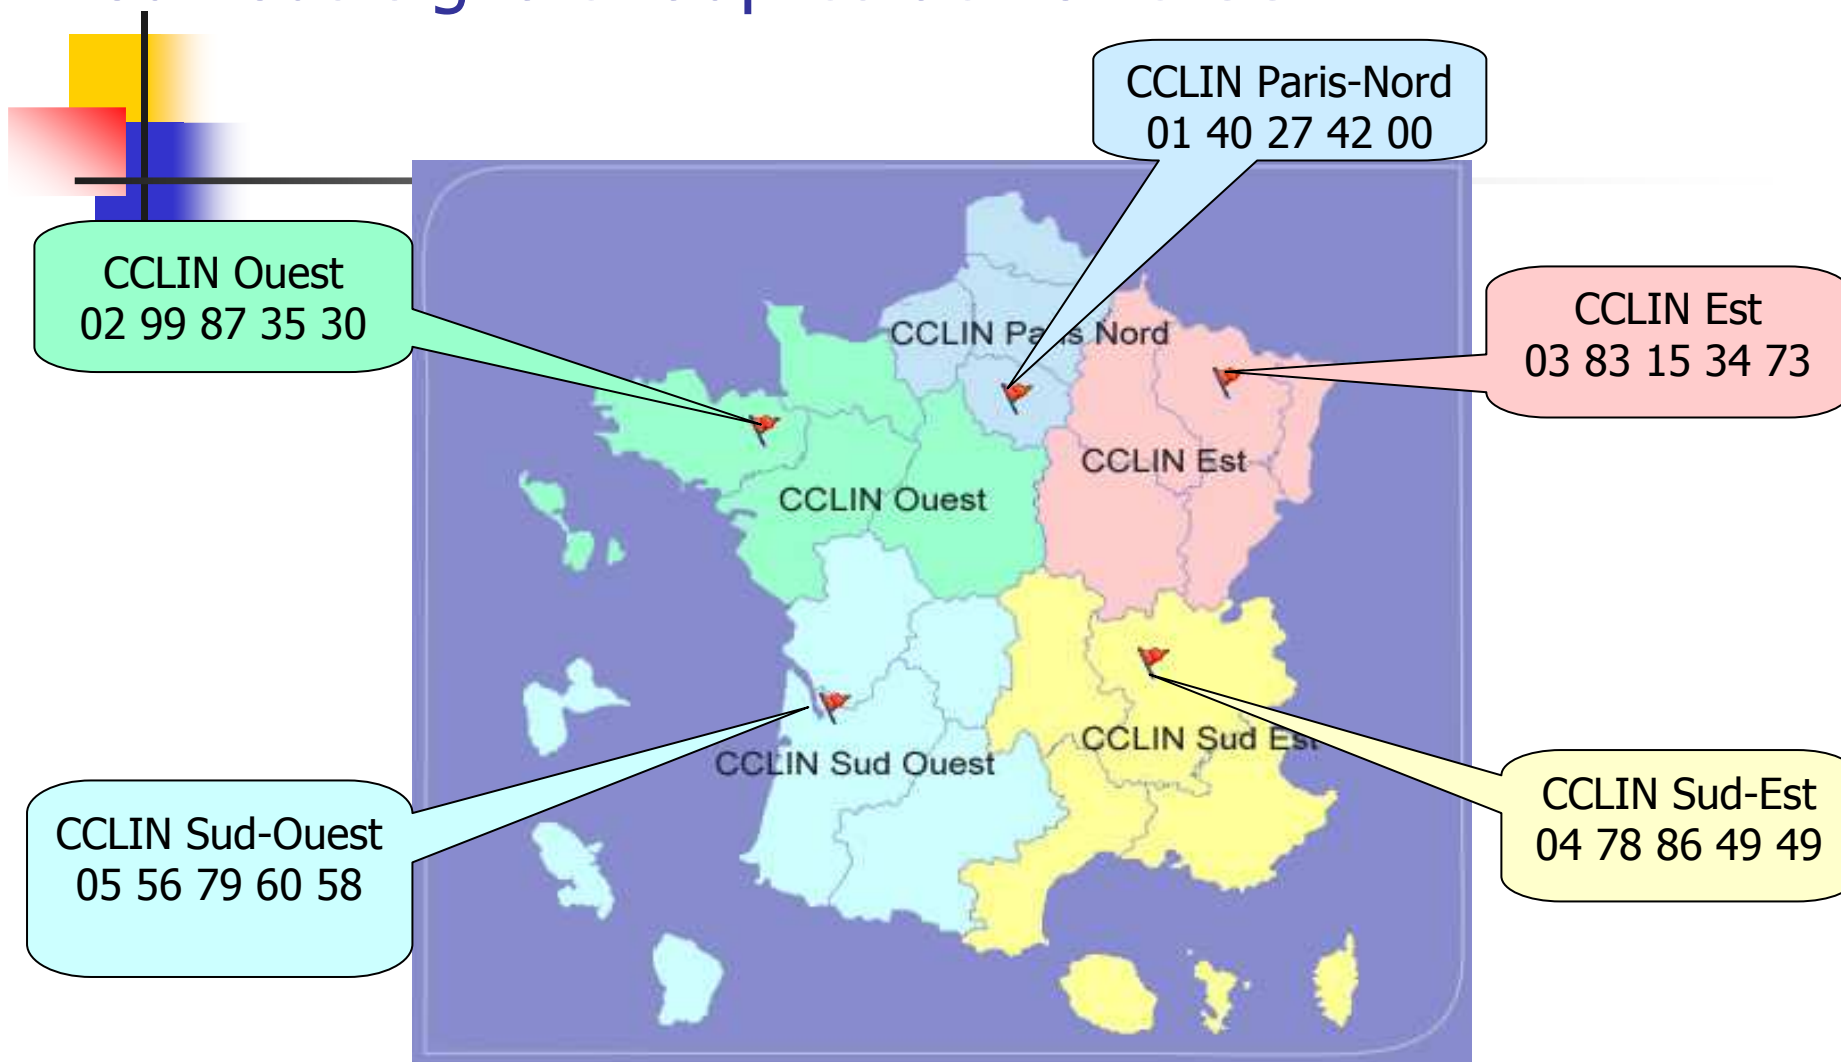 CCLIN Paris-Nord
01 40 27 42 00
CCLIN Ouest
02 99 87 35 30
CCLIN Est
03 83 15 34 73
CCLIN Paris Nord
CCLIN Est
CCLIN Ouest
CCLIN Sud Est
CCLIN Sud Ouest
CCLIN Sud-Ouest
05 56 79 60 58
CCLIN Sud-Est
04 78 86 49 49